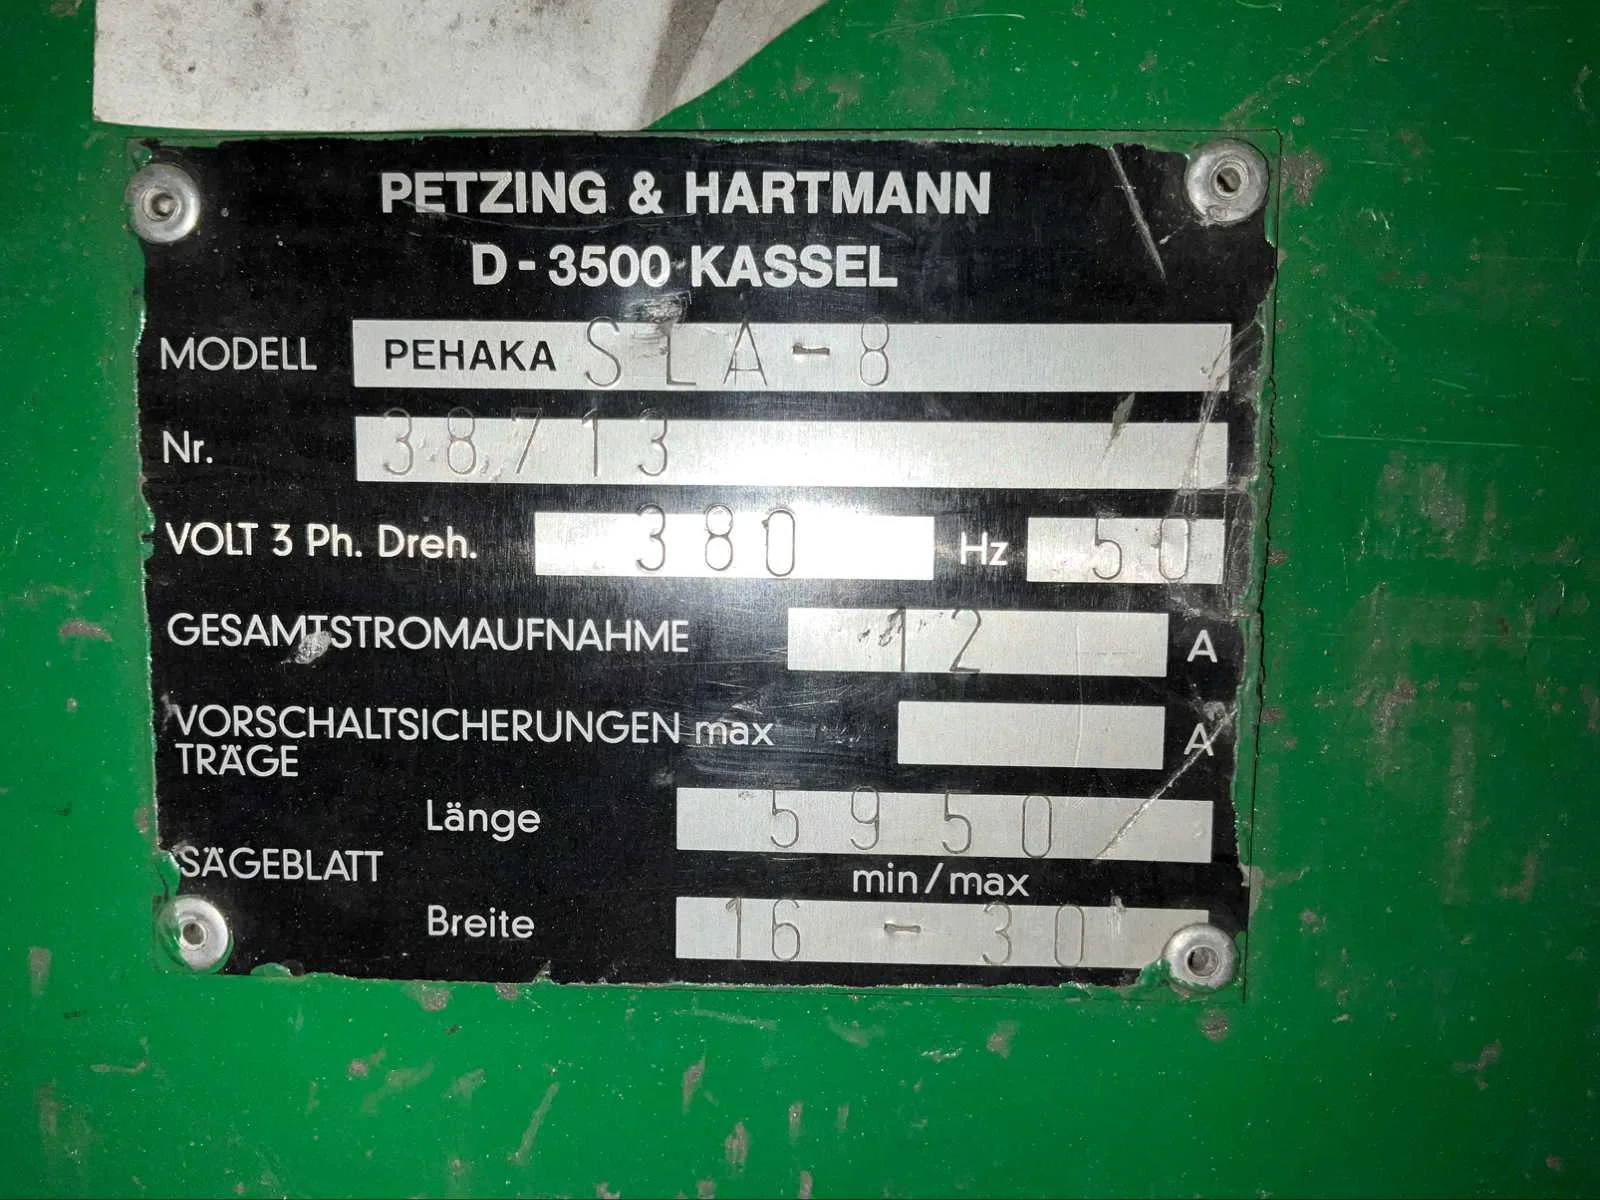 PETZING & HARTMANN
D-3500 KASSEL
MODELL PEHAKA SLA-8
Nr. 38713
VOLT 3 Ph. Dreh. 380 Hz 50
GESAMTSTROMAUFNAHME 12 A
VORSCHALTSICHERUNGEN max A
TRÄGE
Länge 5950
SÄGEBLATT min/max
Breite 16 - 30